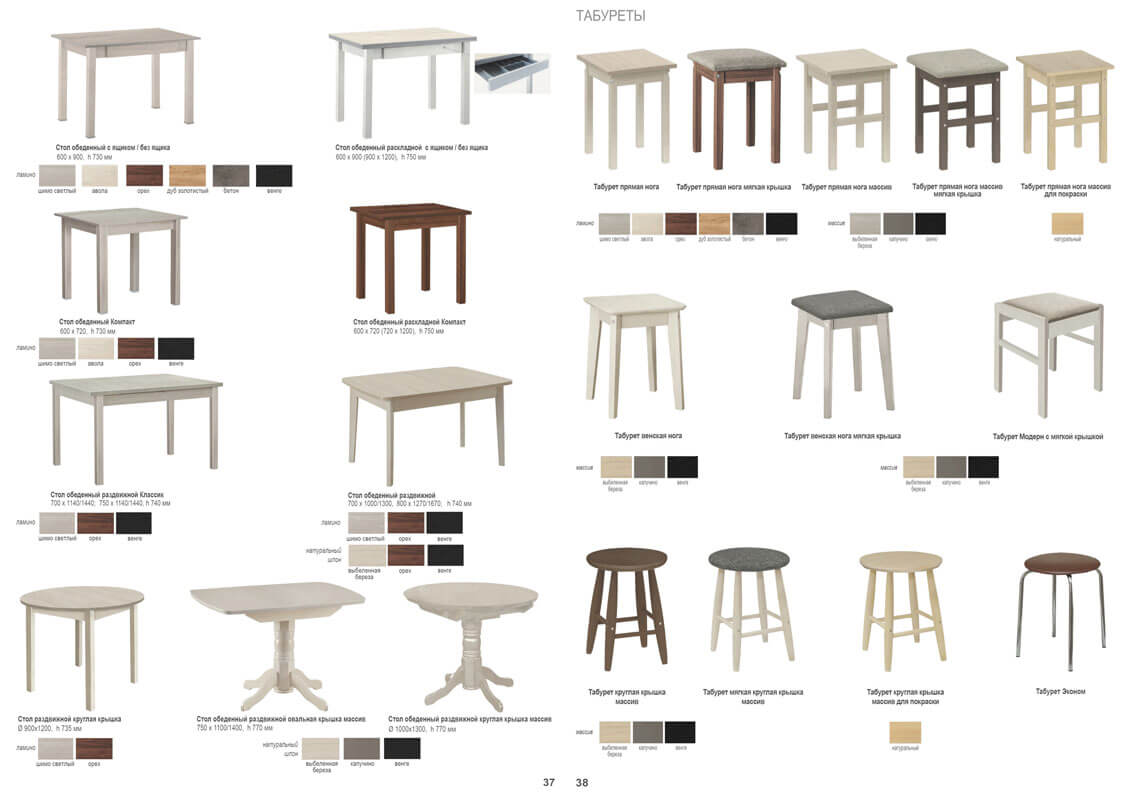 Стол обеденный с ящиком / без ящика
600 х 900, h 730 мм
ламино
шимо светлый авола орех дуб золотистый бетон венге
Стол обеденный раскладной с ящиком / без ящика
600 х 900 (900 х 1200), h 750 мм
Стол обеденный Компакт
600 х 720, h 730 мм
ламино
шимо светлый авола орех венге
Стол обеденный раскладной Компакт
600 х 720 (720 х 1200), h 750 мм
Стол обеденный раздвижной Классик
700 х 1140/1440, 750 х 1140/1440, h 740 мм
ламино
шимо светлый орех венге
Стол обеденный раздвижной
700 х 1000/1300, 800 х 1270/1670, h 740 мм
ламино
шимо светлый орех венге
натуральный
шпон
выбеленная
береза
орех венге
Стол раздвижной круглая крышка
Ø 900х1200, h 735 мм
ламино
шимо светлый орех
Стол обеденный раздвижной овальная крышка массив
750 х 1100/1400, h 770 мм
Стол обеденный раздвижной круглая крышка массив
Ø 1000х1300, h 770 мм
натуральный
шпон
выбеленная
береза
капучино венге
37
ТАБУРЕТЫ
Табурет прямая нога
Табурет прямая нога мягкая крышка
Табурет прямая нога массив
Табурет прямая нога массив
мягкая крышка
Табурет прямая нога массив
для покраски
ламино
шимо светлый авола орех дуб золотистый бетон венге
массив
выбеленная
береза
капучино венге
натуральный
Табурет венская нога
Табурет венская нога мягкая крышка
Табурет Модерн с мягкой крышкой
массив
выбеленная
береза
капучино венге
массив
выбеленная
береза
капучино венге
Табурет круглая крышка
массив
Табурет мягкая круглая крышка
массив
Табурет круглая крышка
массив для покраски
Табурет Эконом
массив
выбеленная
береза
капучино венге
натуральный
38